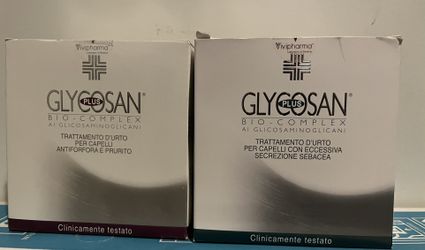 Vivipharma
GLYCOSAN®
PLUS
BIO-COMPLEX
AI GLICOSAMINOGLICANI
TRATTAMENTO D'URTO
PER CAPELLI
ANTIFORFORA E PRURITO
Clinicamente testato
Vivipharma
GLYCOSAN®
PLUS
BIO-COMPLEX
AI GLICOSAMINOGLICANI
TRATTAMENTO D'URTO
PER CAPELLI CON ECCESSIVA
SECREZIONE SEBACEA
Clinicamente testato